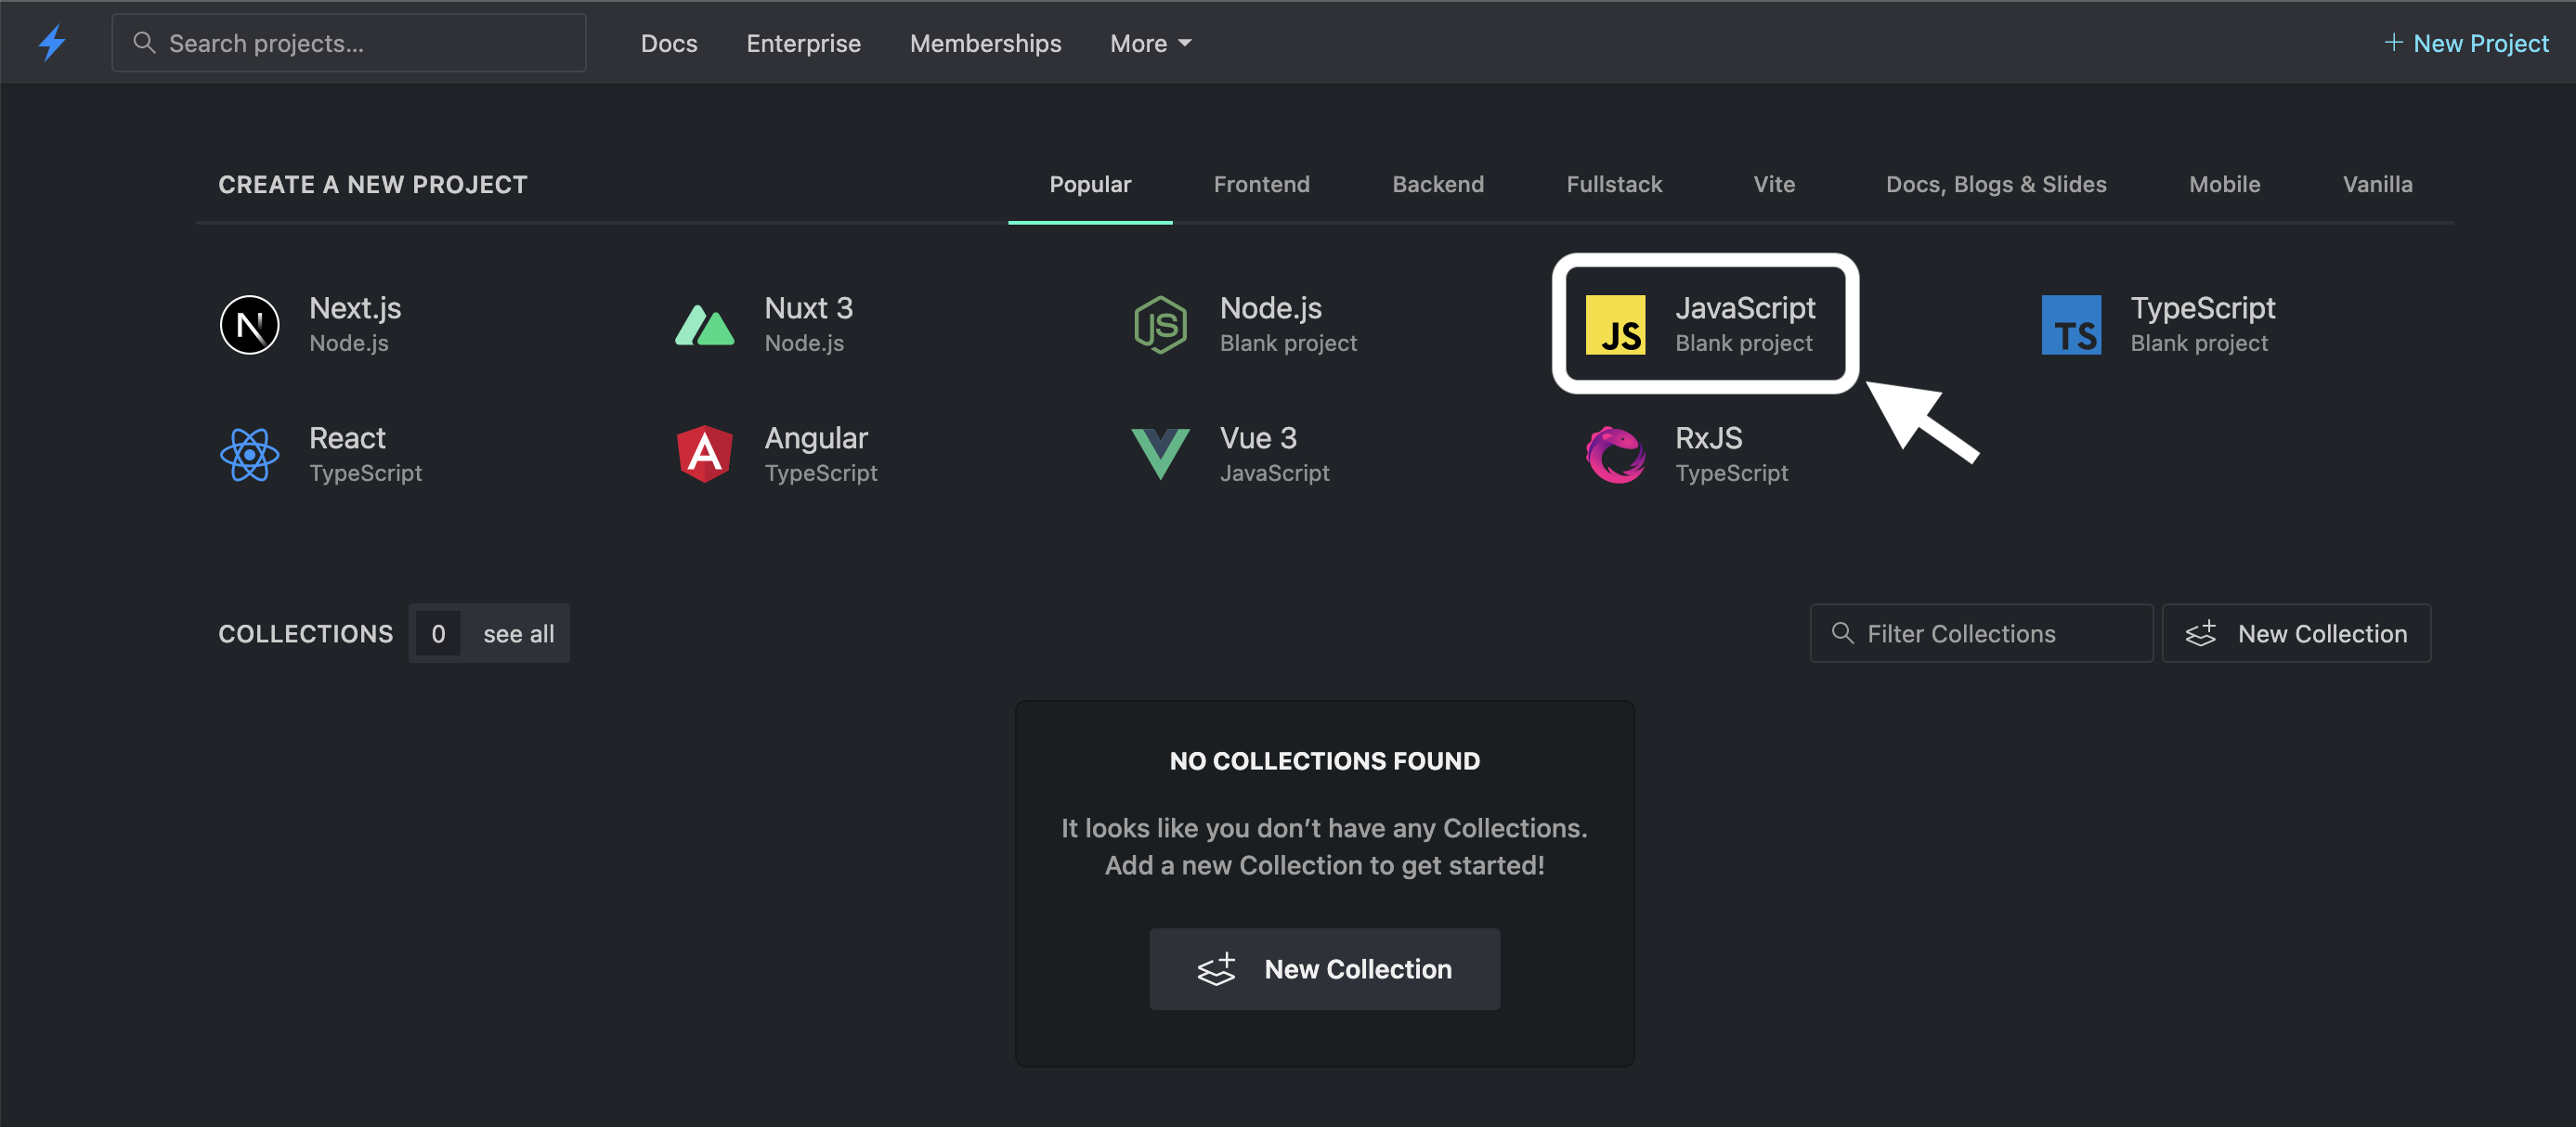 Search projects...
Docs
Enterprise
Memberships
More
New Project
CREATE A NEW PROJECT
Popular
Frontend
Backend
Fullstack
Vite
Docs, Blogs & Slides
Mobile
Vanilla
N
Next.js
Node.js
Nuxt 3
Node.js
JS
Node.js
Blank project
JS
JavaScript
Blank project
TS
TypeScript
Blank project
React
TypeScript
A
Angular
TypeScript
Vue 3
JavaScript
RxJS
TypeScript
COLLECTIONS
0
see all
Filter Collections
New Collection
NO COLLECTIONS FOUND
It looks like you don’t have any Collections.
Add a new Collection to get started!
New Collection